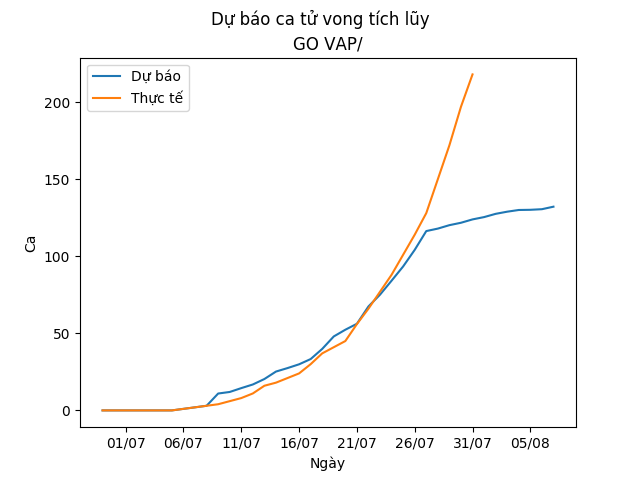 Dự báo ca tử vong tích lũy
GO VAP/
Dự báo
Thực tế
200
150
100
50
0
Ca
01/07 06/07 11/07 16/07 21/07 26/07 31/07 05/08
Ngày